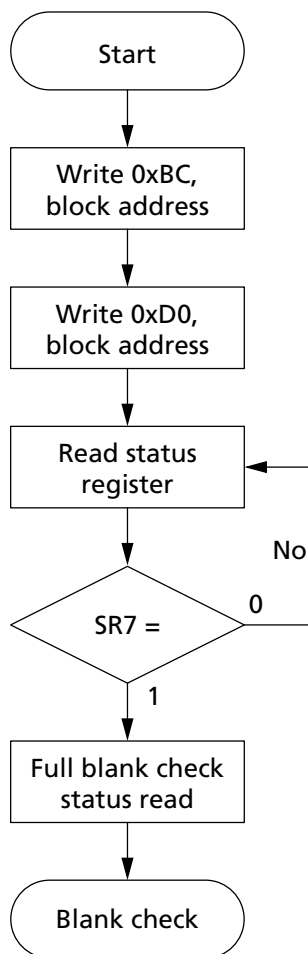 Start
Write 0xBC,
block address
Write 0xD0,
block address
Read status
register
No
SR7 =
0
1
Full blank check
status read
Blank check